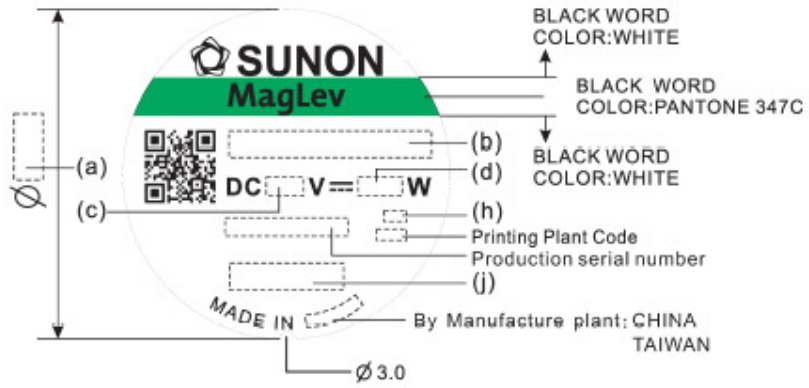 BLACK WORD
COLOR:WHITE
SUNON
MagLev
BLACK WORD
COLOR:PANTONE 347C
(a)
Ø
(b)
BLACK WORD
COLOR:WHITE
DC V⎓ W
(d)
(c)
(h)
Printing Plant Code
Production serial number
(j)
MADE IN
By Manufacture plant: CHINA
TAIWAN
Ø 3.0